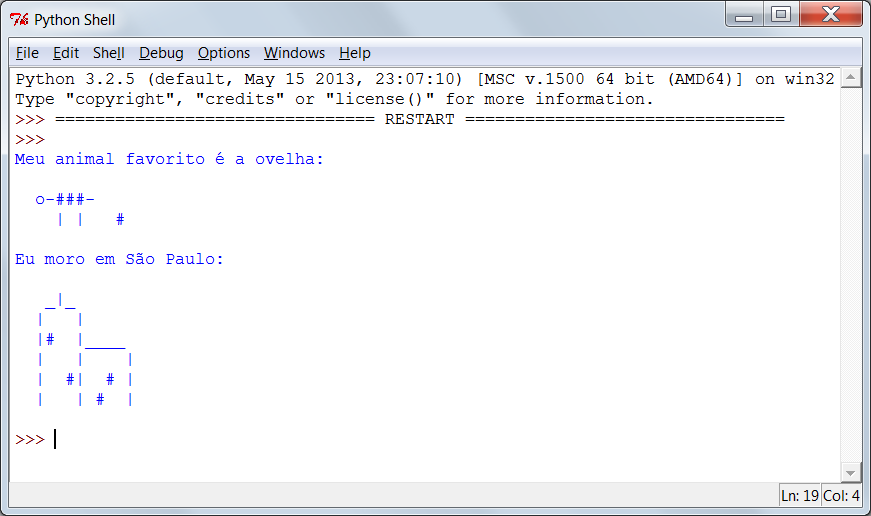 Python Shell
File Edit Shell Debug Options Windows Help
Python 3.2.5 (default, May 15 2013, 23:07:10) [MSC v.1500 64 bit (AMD64)] on win32
Type "copyright", "credits" or "license()" for more information.
>>> ================================ RESTART ================================
>>>
Meu animal favorito é a ovelha:

  o-###-
    | |   #

Eu moro em São Paulo:

   _|_
  |   |
  |#  |____
  |   |    |
  |  #|  # |
  |   | #  |

>>>
Ln: 19 Col: 4